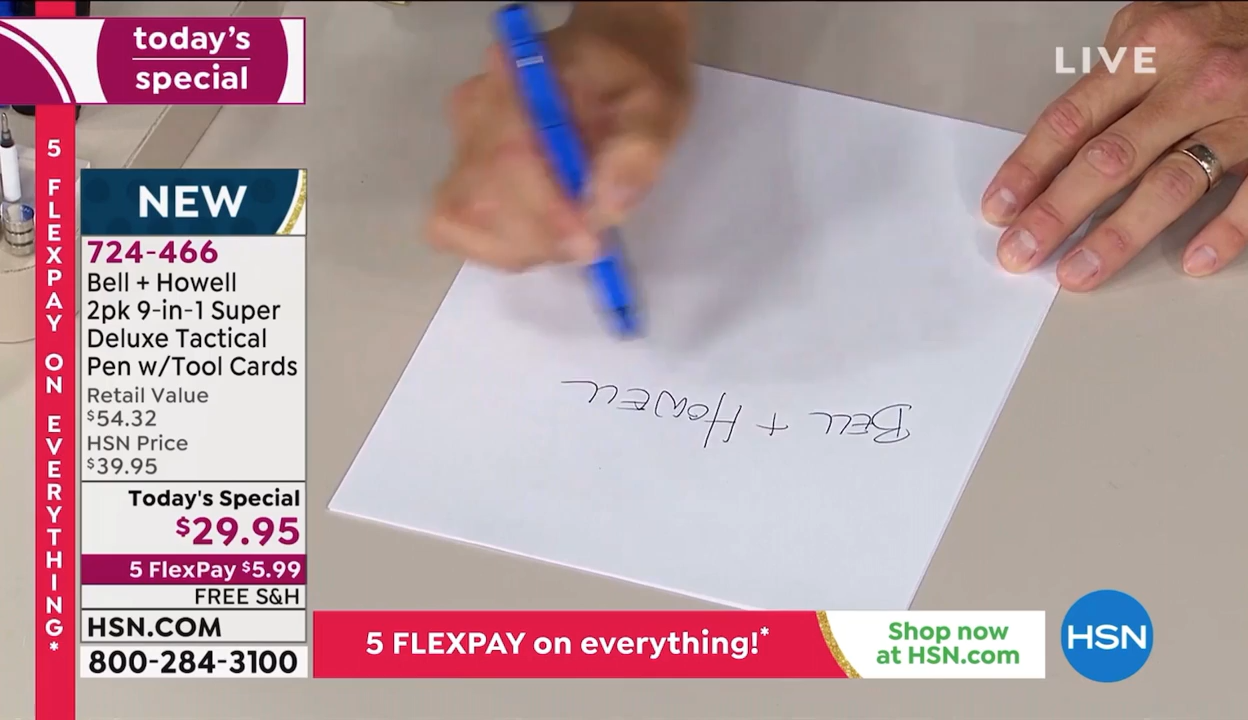 today's
special
LIVE
5 FLEXPAY ON EVERYTHING*
NEW
724-466
Bell + Howell
2pk 9-in-1 Super
Deluxe Tactical
Pen w/Tool Cards
Retail Value
$54.32
HSN Price
$39.95
Today's Special
$29.95
5 FlexPay $5.99
FREE S&H
HSN.COM
800-284-3100
BELL + HOWELL
5 FLEXPAY on everything!*
Shop now
at HSN.com
HSN